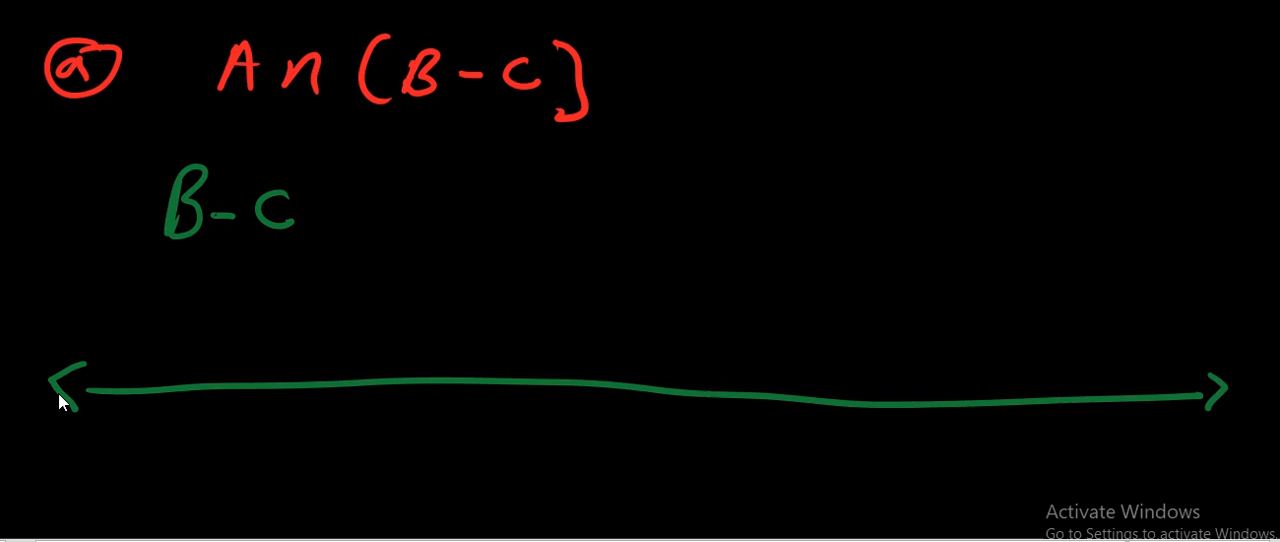 a A ∩ (B - C)
B - C
Activate Windows
Go to Settings to activate Windows.